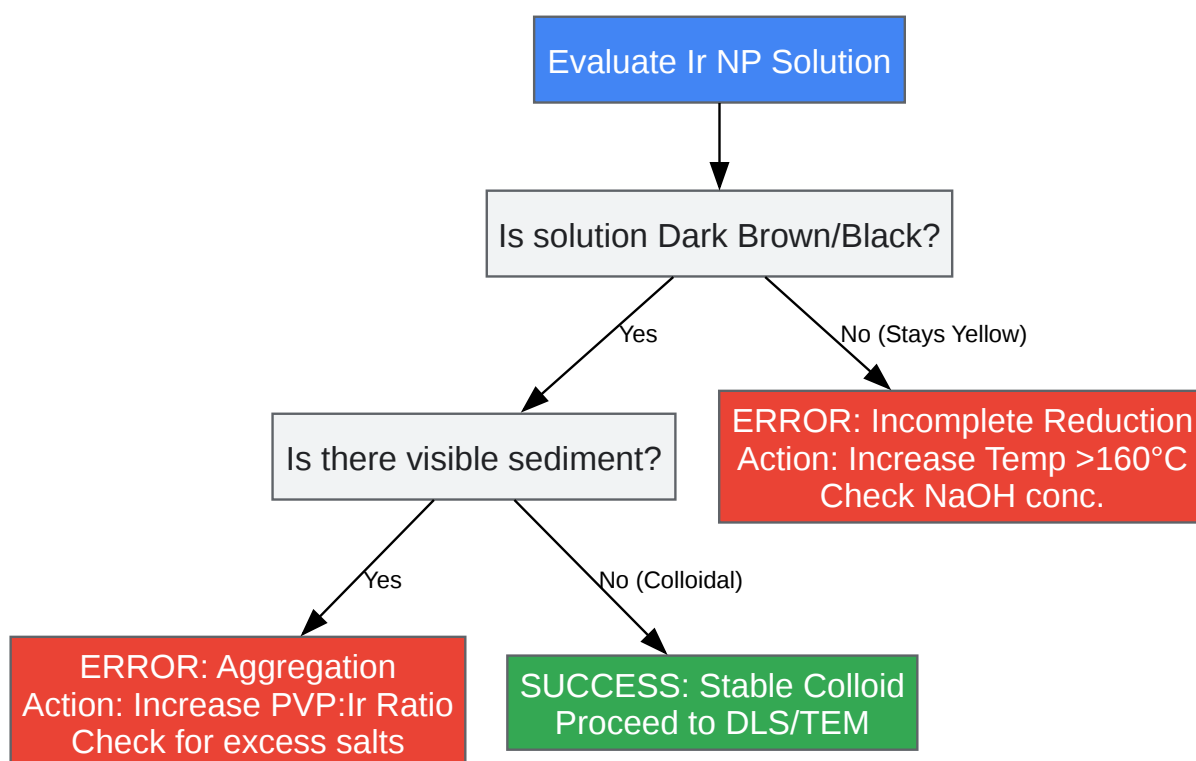 Evaluate Ir NP Solution
Is solution Dark Brown/Black?
Yes
No (Stays Yellow)
Is there visible sediment?
ERROR: Incomplete Reduction
Action: Increase Temp >160°C
Check NaOH conc.
Yes
No (Colloidal)
ERROR: Aggregation
Action: Increase PVP:Ir Ratio
Check for excess salts
SUCCESS: Stable Colloid
Proceed to DLS/TEM